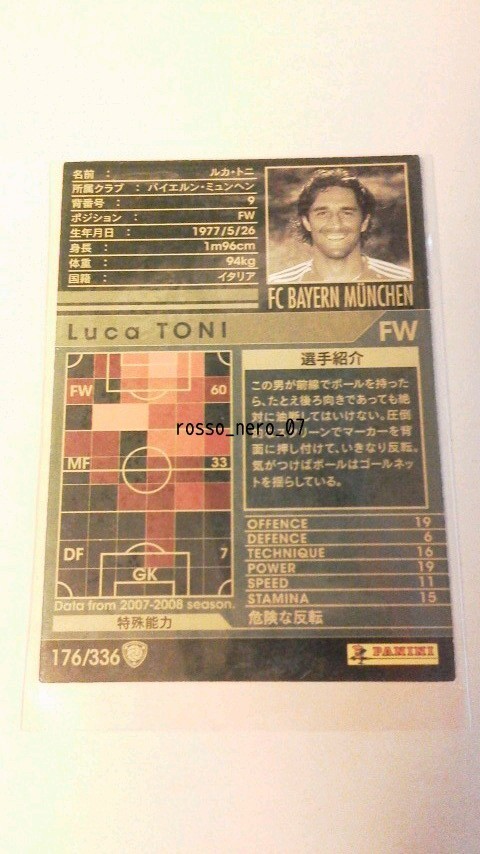 名前 : ルカ・トニ
所属クラブ : バイエルン・ミュンヘン
背番号 : 9
ポジション : FW
生年月日 : 1977/5/26
身長 : 1m96cm
体重 : 94kg
国籍 : イタリア
FC BAYERN MÜNCHEN
Luca TONI FW
FW 60
MF 33
DF 7
GK
Data from 2007-2008 season.
選手紹介
この男が前線でボールを持った
ら、たとえ後ろ向きであっても絶
対に油断してはいけない。圧倒
ーンでマーカーを背
面に押し付けて、いきなり反転。
気がつけばボールはゴールネッ
トを揺らしている。
rosso_nero_07
OFFENCE 19
DEFENCE 6
TECHNIQUE 16
POWER 19
SPEED 11
STAMINA 15
特殊能力 危険な反転
176/336
PANINI